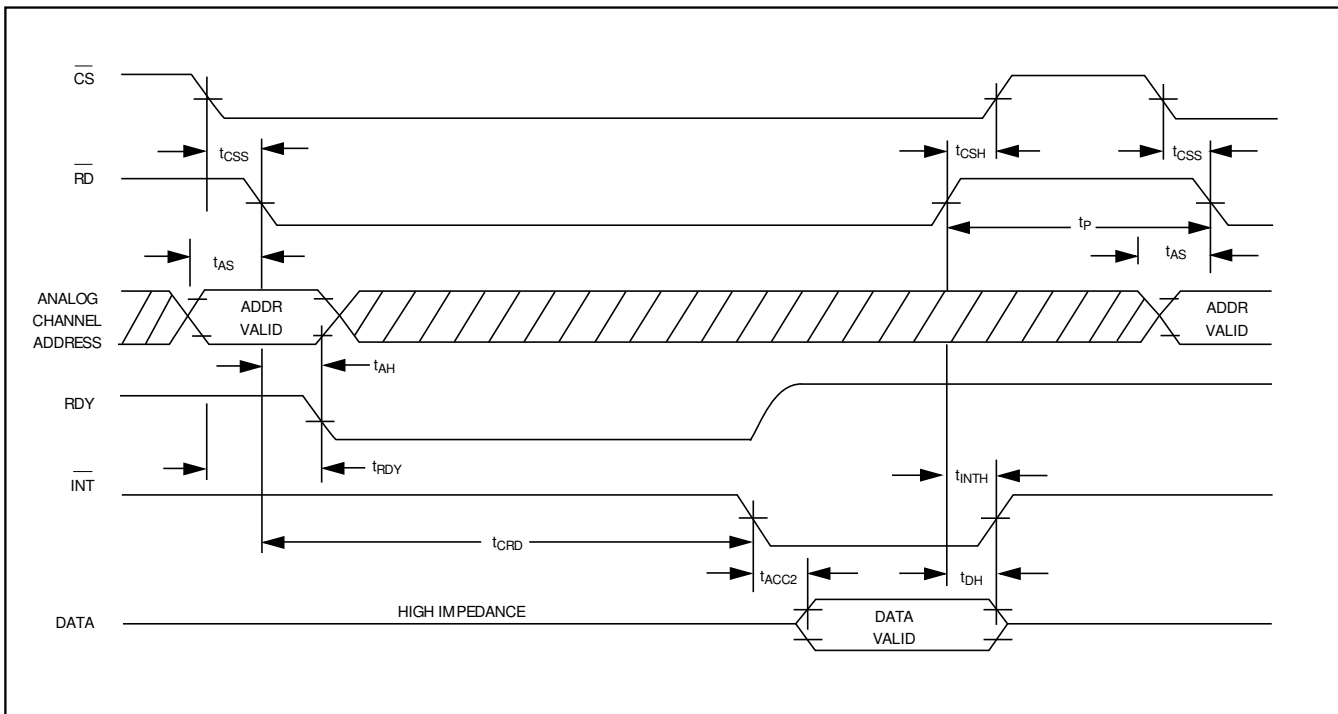 CS
tCSS
tCSH
tCSS
RD
tP
tAS
tAS
ANALOG
CHANNEL
ADDRESS
ADDR
VALID
ADDR
VALID
tAH
RDY
tRDY
INT
tINTH
tCRD
tACC2
tDH
HIGH IMPEDANCE
DATA
DATA
VALID